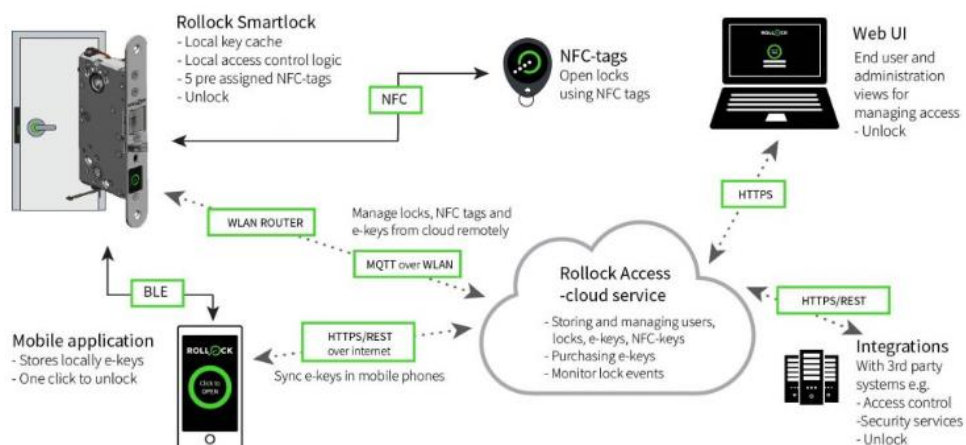 Rollock Smartlock
- Local key cache
- Local access control logic
- 5 pre assigned NFC-tags
- Unlock
NFC
NFC-tags
Open locks
using NFC tags
ROLLOCK
Web UI
End user and
administration
views for
managing access
- Unlock
HTTPS
WLAN ROUTER
Manage locks, NFC tags and
e-keys from cloud remotely
MQTT over WLAN
Rollock Access
-cloud service
- Storing and managing users,
locks, e-keys, NFC-keys
- Purchasing e-keys
- Monitor lock events
HTTPS/REST
Integrations
With 3rd party
systems e.g.
- Access control
-Security services
- Unlock
BLE
Mobile application
- Stores locally e-keys
- One click to unlock
ROLLOCK
Click to
OPEN
HTTPS/REST
over internet
Sync e-keys in mobile phones